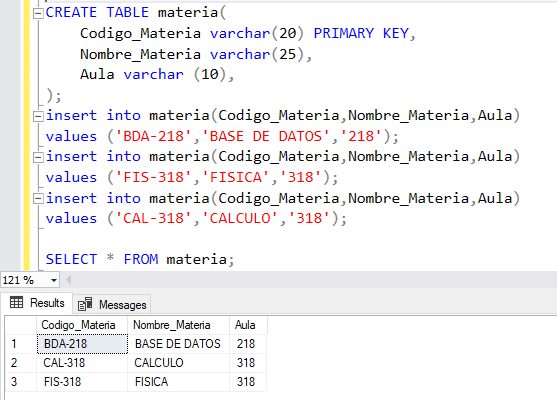 CREATE TABLE materia(
Codigo_Materia varchar(20) PRIMARY KEY,
Nombre_Materia varchar(25),
Aula varchar (10),
);
insert into materia(Codigo_Materia,Nombre_Materia,Aula)
values ('BDA-218','BASE DE DATOS','218');
insert into materia(Codigo_Materia,Nombre_Materia,Aula)
values ('FIS-318','FISICA','318');
insert into materia(Codigo_Materia,Nombre_Materia,Aula)
values ('CAL-318','CALCULO','318');
SELECT * FROM materia;
121 %
Results Messages
Codigo_Materia Nombre_Materia Aula
1 BDA-218 BASE DE DATOS 218
2 CAL-318 CALCULO 318
3 FIS-318 FISICA 318